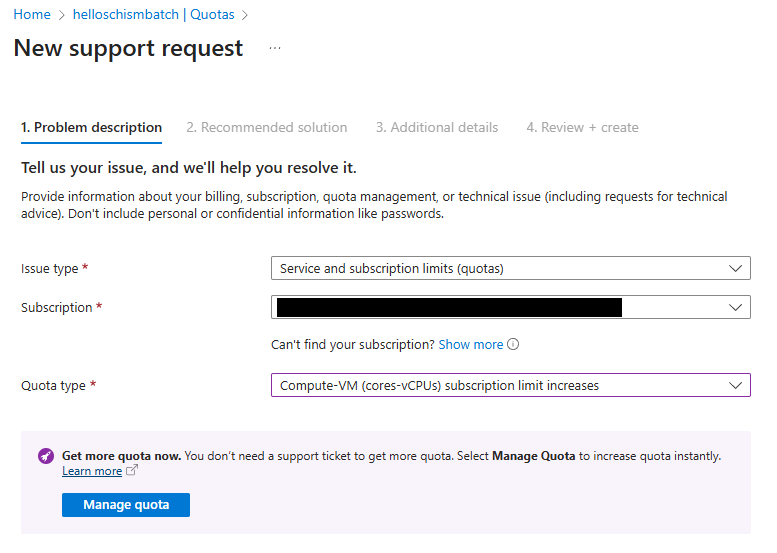 Home > helloschismbatch | Quotas >
New support request ...
1. Problem description 2. Recommended solution 3. Additional details 4. Review + create
Tell us your issue, and we'll help you resolve it.
Provide information about your billing, subscription, quota management, or technical issue (including requests for technical
advice). Don't include personal or confidential information like passwords.
Issue type * Service and subscription limits (quotas)
Subscription *
Can't find your subscription? Show more
Quota type * Compute-VM (cores-vCPUs) subscription limit increases
Get more quota now. You don't need a support ticket to get more quota. Select Manage Quota to increase quota instantly.
Learn more
Manage quota